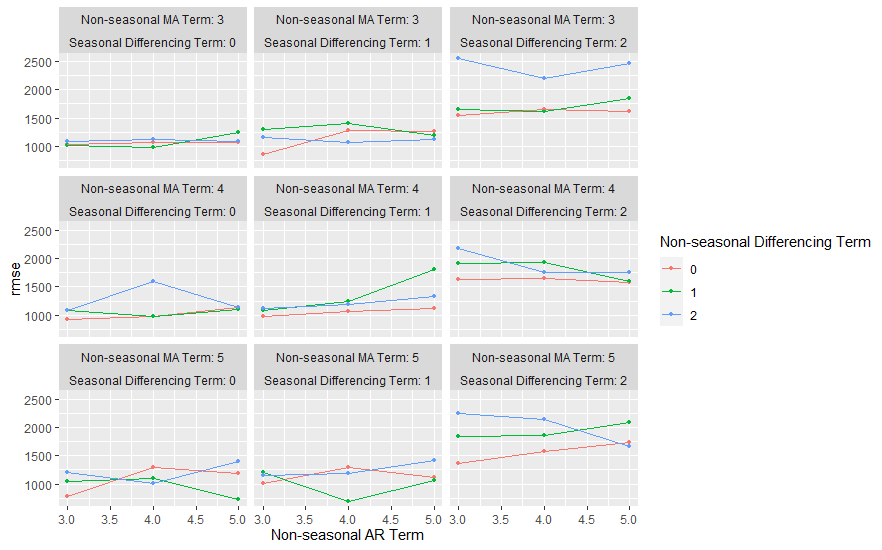 Non-seasonal MA Term: 3 Non-seasonal MA Term: 3 Non-seasonal MA Term: 3
Seasonal Differencing Term: 0 Seasonal Differencing Term: 1 Seasonal Differencing Term: 2
2500
2000
1500
1000
Non-seasonal MA Term: 4 Non-seasonal MA Term: 4 Non-seasonal MA Term: 4
Seasonal Differencing Term: 0 Seasonal Differencing Term: 1 Seasonal Differencing Term: 2
2500
2000
1500
1000
rmse
Non-seasonal MA Term: 5 Non-seasonal MA Term: 5 Non-seasonal MA Term: 5
Seasonal Differencing Term: 0 Seasonal Differencing Term: 1 Seasonal Differencing Term: 2
2500
2000
1500
1000
3.0 3.5 4.0 4.5 5.0 3.0 3.5 4.0 4.5 5.0 3.0 3.5 4.0 4.5 5.0
Non-seasonal AR Term
Non-seasonal Differencing Term
0
1
2